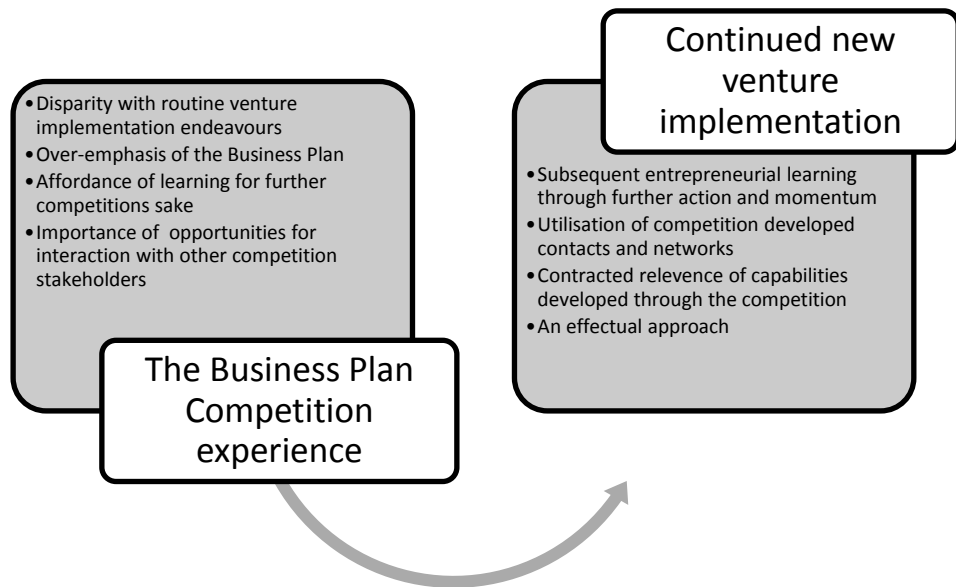 •Disparity with routine venture
implementation endeavours
•Over-emphasis of the Business Plan
•Affordance of learning for further
competitions sake
•Importance of  opportunities for
interaction with other competition
stakeholders
The Business Plan
Competition
experience
Continued new
venture
implementation
•Subsequent entrepreneurial learning
through further action and momentum
•Utilisation of competition developed
contacts and networks
•Contracted relevence of capabilities
developed through the competition
•An effectual approach